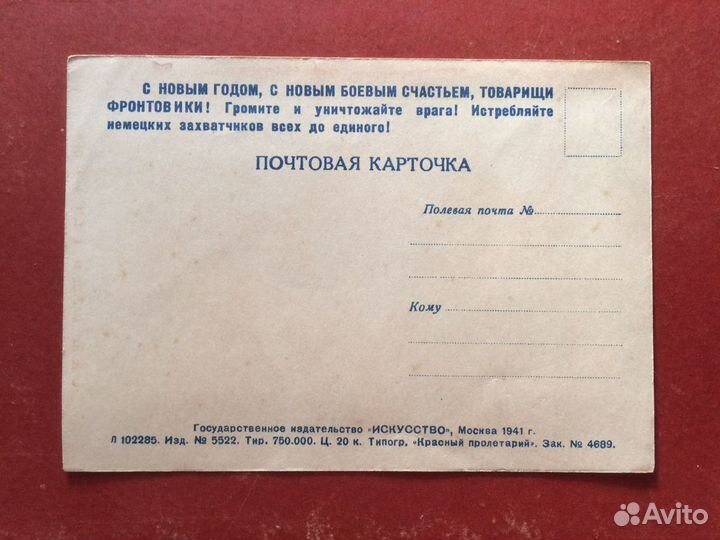 С НОВЫМ ГОДОМ, С НОВЫМ БОЕВЫМ СЧАСТЬЕМ, ТОВАРИЩИ
ФРОНТОВИКИ! Громите и уничтожайте врага! Истребляйте
немецких захватчиков всех до единого!
ПОЧТОВАЯ КАРТОЧКА
Полевая почта №
Кому
Государственное издательство «ИСКУССТВО», Москва 1941 г.
Л 102285. Изд. № 5522. Тир. 750.000. Ц. 20 к. Типогр. «Красный пролетарий». Зак. № 4689.
Avito